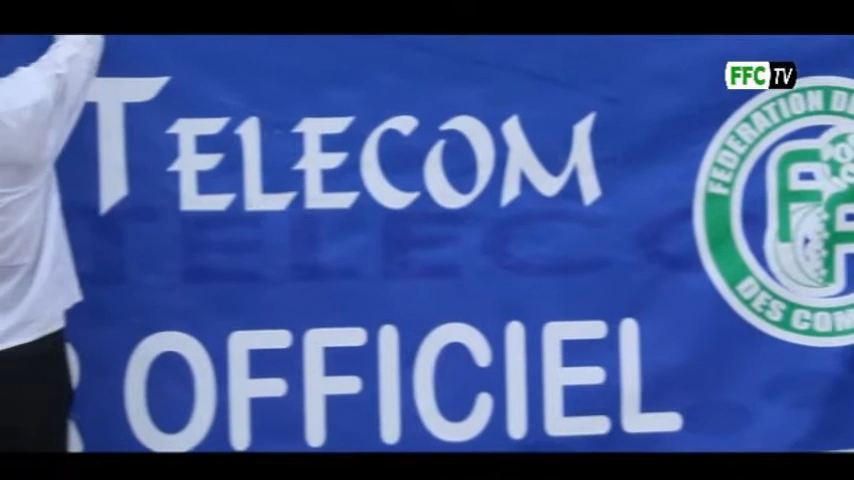 FFC TV
TELECOM
FEDERATION D
OFFICIEL
DES COM